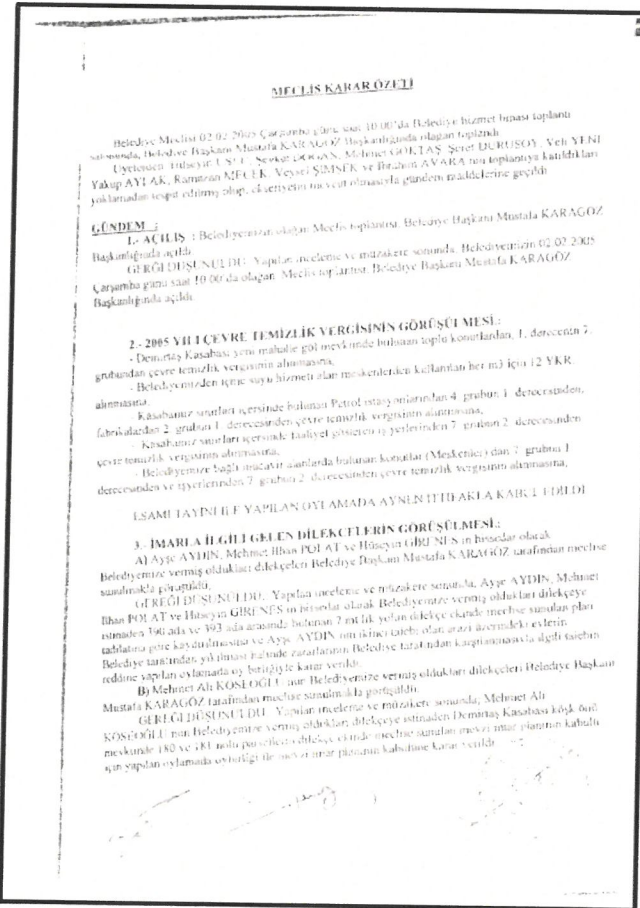 MECLİS KARAR ÖZETİ
Belediye Meclisi 02.02.2005 Çarşamba günü saat 10.00'da Belediye hizmet binası toplantı
salonunda, Belediye Başkanı Mustafa KARAGÖZ Başkanlığında olağan toplandı.
Üyelerden Hüseyin Şevket DOĞAN, Mehmet GÖKTAŞ, Şeref DURUSOY, Veli YENİ
Yakup Ramazan MELEK, Veysel ŞİMŞEK ve İbrahim AVARA nın toplantıya katıldıkları
yoklamadan tespit edilmiş olup, ekseriyetin mevcut olmasıyla gündem maddelerine geçildi.
GÜNDEM :
1.- AÇILIŞ : Belediyemizin olağan Meclis toplantısı, Belediye Başkanı Mustafa KARAGÖZ
Başkanlığında açıldı.
GEREĞİ DÜŞÜNÜLDÜ: Yapılan inceleme ve müzakere sonunda, Belediyemizin 02.02.2005
Çarşamba günü saat 10.00'da olağan Meclis toplantısı, Belediye Başkanı Mustafa KARAGÖZ
Başkanlığında açıldı.
2.- 2005 YILI ÇEVRE TEMİZLİK VERGİSİNİN GÖRÜŞÜLMESİ.:
- Demirtaş Kasabası yeni mahalle göl mevkiinde bulunan toplu konutlardan, 1. derecenin 7.
grubundan çevre temizlik vergisinin alınmasına,
- Belediyemizden içme suyu hizmeti alan meskenlerden kullanılan her m3 için 12 YKR
alınmasına,
- Kasabamız sınırları içersinde bulunan Petrol istasyonlarından 4. grubun 1. derecesinden,
fabrikalardan 2. grubun 1. derecesinden çevre temizlik vergisinin alınmasına,
- Kasabamız sınırları içersinde faaliyet gösteren iş yerlerinden 7. grubun 2. derecesinden
çevre temizlik vergisinin alınmasına,
- Belediyemize bağlı mücavir alanlarda bulunan konutlar (Meskenler) dan 7. grubun 1.
derecesinden ve işyerlerinden 7. grubun 2. derecesinden çevre temizlik vergisinin alınmasına,
ESAMİ TAYİNİ İLE YAPILAN OYLAMADA AYNEN İTTİFAKLA KABUL EDİLDİ
3.- İMARLA İLGİLİ GELEN DİLEKÇELERİN GÖRÜŞÜLMESİ.:
A) Ayşe AYDIN, Mehmet İlhan POLAT ve Hüseyin GİRENES in hissedar olarak
Belediyemize vermiş oldukları dilekçeleri Belediye Başkanı Mustafa KARAGÖZ tarafından meclise
sunulmakla görüşüldü.
GEREĞİ DÜŞÜNÜLDÜ: Yapılan inceleme ve müzakere sonunda, Ayşe AYDIN, Mehmet
İlhan POLAT ve Hüseyin GİRENES in hissedar olarak Belediyemize vermiş oldukları dilekçeye
istinaden 390 ada ve 393 ada arasında bulunan 2 mt lik yolun dilekçe ekinde meclise sunulan plan
tadilatına göre kaydırılmasına ve Ayşe AYDIN nın ikinci talebi olan arazi üzerindeki evlerin
Belediye tarafından yıkılması halinde zararlarının Belediye tarafından karşılanmasıyla ilgili talebin
reddine yapılan oylamada oy birliğiyle karar verildi.
B) Mehmet Ali KÖSEOĞLU nun Belediyemize vermiş oldukları dilekçeleri Belediye Başkanı
Mustafa KARAGÖZ tarafından meclise sunulmakla görüşüldü.
GEREĞİ DÜŞÜNÜLDÜ: Yapılan inceleme ve müzakere sonunda, Mehmet Ali
KÖSEOĞLU nun Belediyemize vermiş oldukları dilekçeye istinaden Demirtaş Kasabası köşk önü
mevkiinde 180 ve 181 nolu parsellerin dilekçe ekinde meclise sunulan mevzi imar planının kabulü
için yapılan oylamada oybirliği ile mevzi imar planının kabulüne karar verildi.